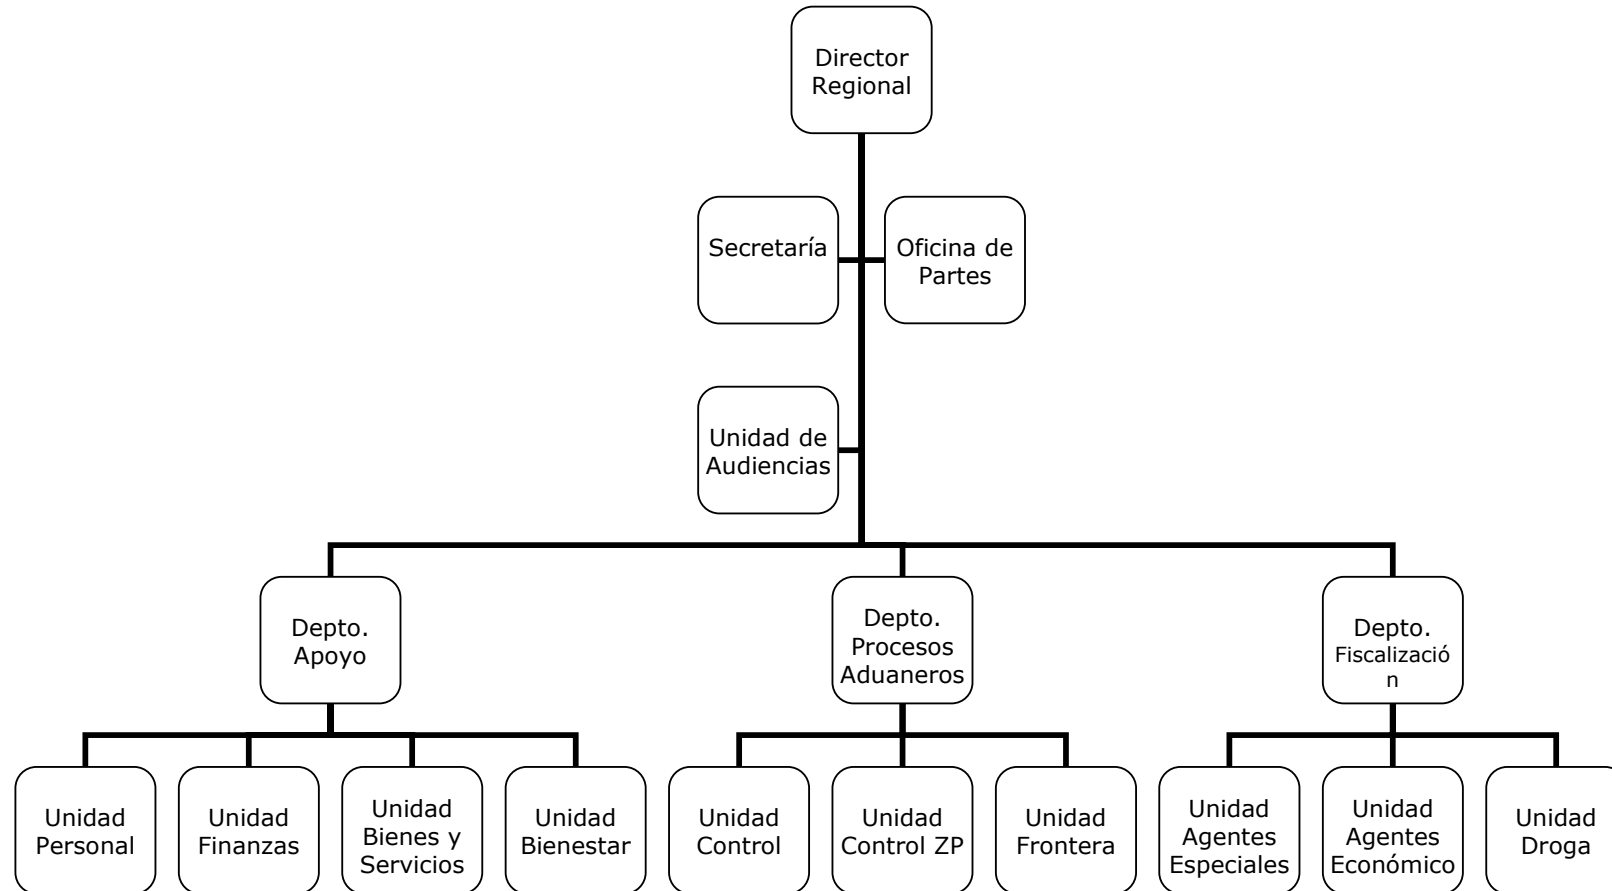 Director
Regional
Secretaría
Oficina de
Partes
Unidad de
Audiencias
Depto.
Apoyo
Depto.
Procesos
Aduaneros
Depto.
Fiscalizació
n
Unidad
Personal
Unidad
Finanzas
Unidad
Bienes y
Servicios
Unidad
Bienestar
Unidad
Control
Unidad
Control ZP
Unidad
Frontera
Unidad
Agentes
Especiales
Unidad
Agentes
Económico
Unidad
Droga